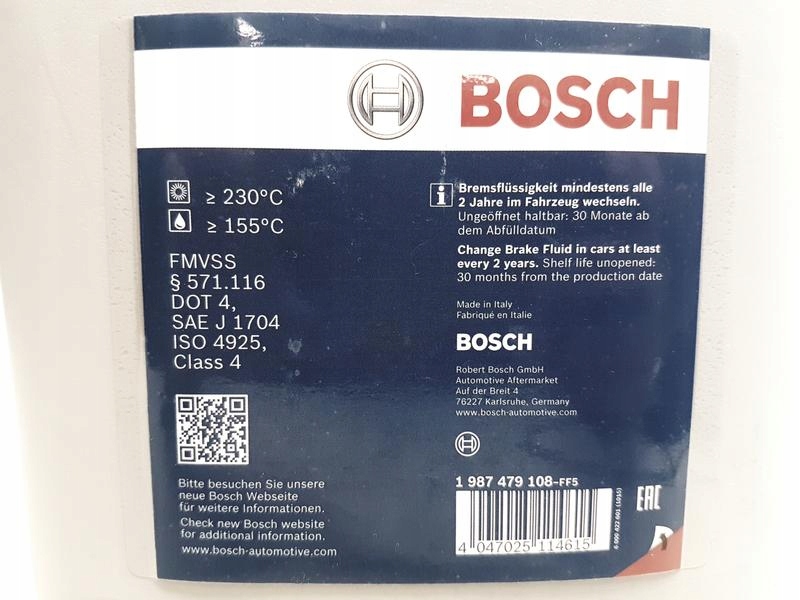 BOSCH
≥ 230°C
≥ 155°C
FMVSS
§ 571.116
DOT 4,
SAE J 1704
ISO 4925,
Class 4
Bitte besuchen Sie unsere
neue Bosch Webseite
für weitere Informationen.
Check new Bosch website
for additional information.
www.bosch-automotive.com
i
Bremsflüssigkeit mindestens alle
2 Jahre im Fahrzeug wechseln.
Ungeöffnet haltbar: 30 Monate ab
dem Abfülldatum
Change Brake Fluid in cars at least
every 2 years. Shelf life unopened:
30 months from the production date
Made in Italy
Fabriqué en Italie
BOSCH
Robert Bosch GmbH
Automotive Aftermarket
Auf der Breit 4
76227 Karlsruhe, Germany
www.bosch-automotive.com
1 987 479 108-FF5
4 047025 114615
6 000 422 601 (1015)
EAC